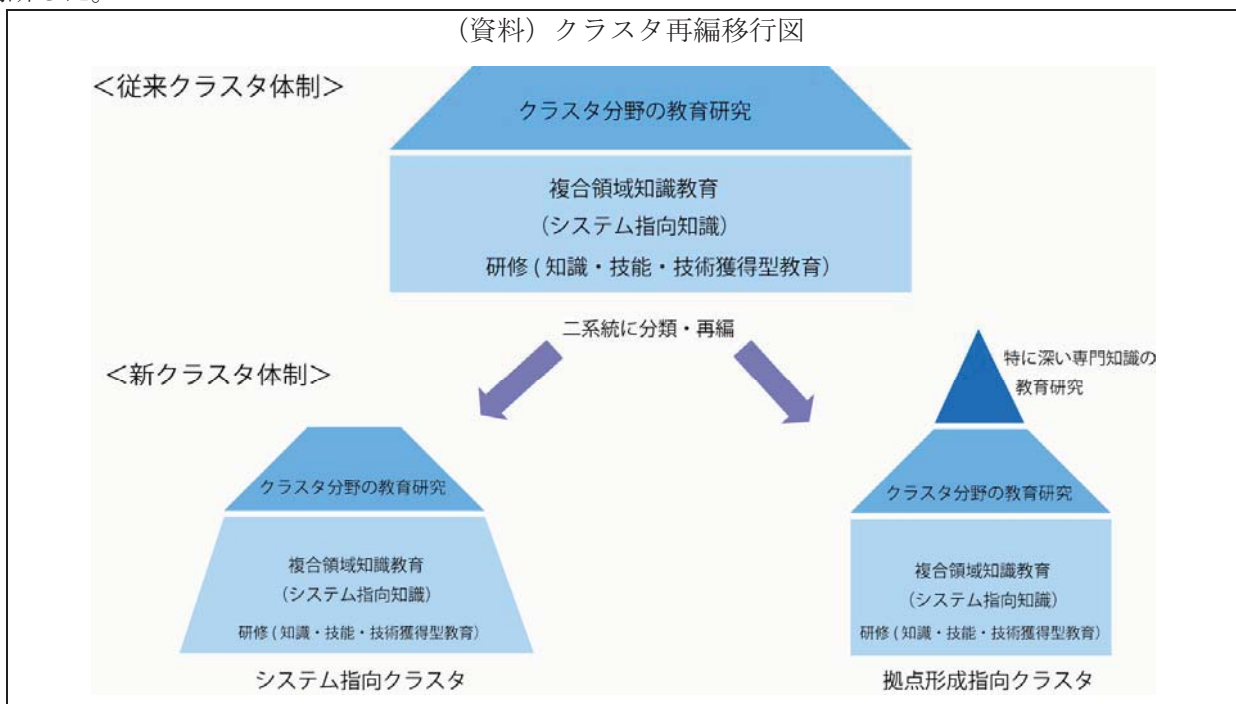 （資料）クラスタ再編移行図
＜従来クラスタ体制＞
クラスタ分野の教育研究
複合領域知識教育
（システム指向知識）
研修 ( 知識・技能・技術獲得型教育）
二系統に分類・再編
＜新クラスタ体制＞
特に深い専門知識の
教育研究
クラスタ分野の教育研究
複合領域知識教育
（システム指向知識）
研修 ( 知識・技能・技術獲得型教育）
システム指向クラスタ
クラスタ分野の教育研究
複合領域知識教育
（システム指向知識）
研修 ( 知識・技能・技術獲得型教育）
拠点形成指向クラスタ